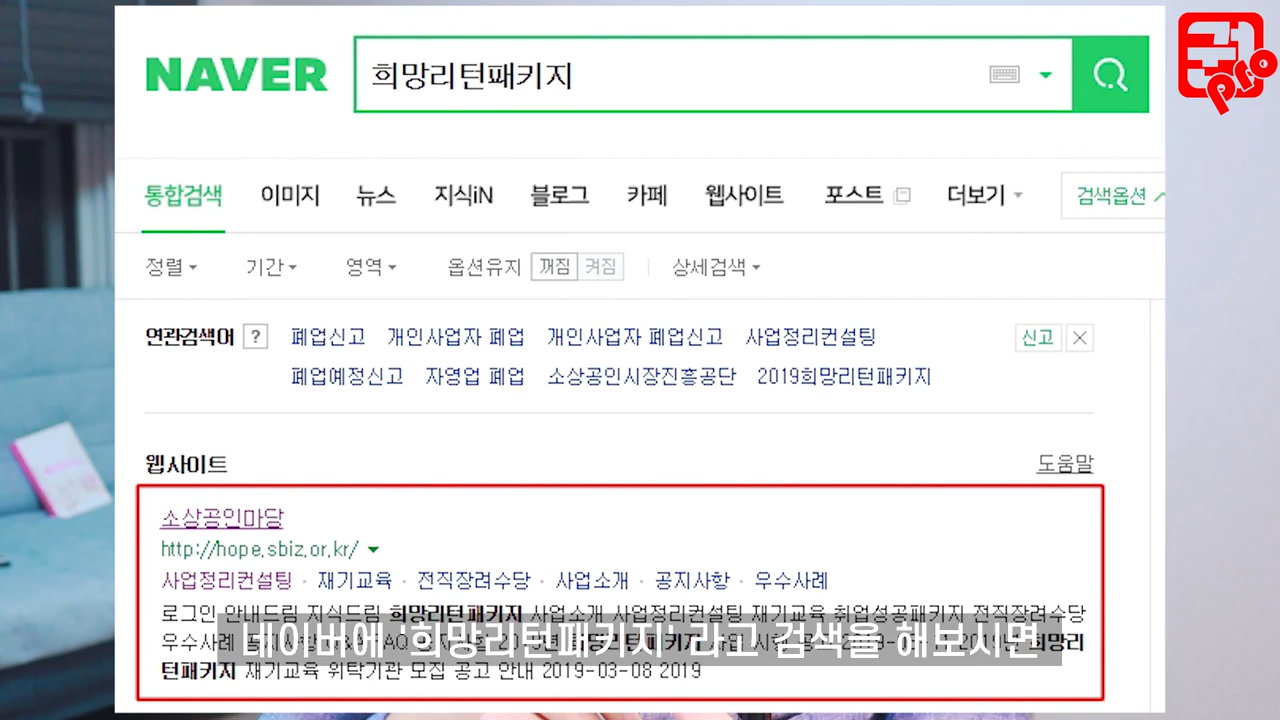 NAVER 희망리턴패키지
컨pro
통합검색 이미지 뉴스 지식iN 블로그 카페 웹사이트 포스트 더보기 검색옵션
정렬 기간 영역 옵션유지 꺼짐 켜짐 상세검색
연관검색어 ? 폐업신고 개인사업자 폐업 개인사업자 폐업신고 사업정리컨설팅 신고
폐업예정신고 자영업 폐업 소상공인시장진흥공단 2019희망리턴패키지
웹사이트 도움말
소상공인마당
http://hope.sbiz.or.kr/
사업정리컨설팅 · 재기교육 · 전직장려수당 · 사업소개 · 공지사항 · 우수사례
로그인 안내드림 지식드림 희망리턴패키지 사업소개 사업정리컨설팅 재기교육 취업성공패키지 전직장려수당
우수사례 희망리
네이버에 '희망리턴패키지'라고 검색을 해보시면
턴패키지 재기교육 위탁기관 모집 공고 안내 2019-03-08 2019